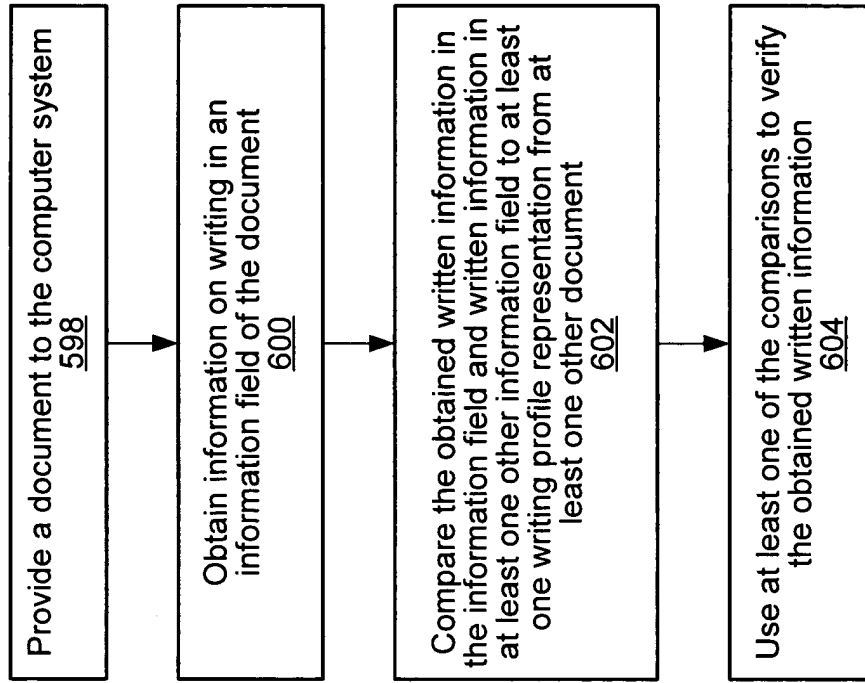 Provide a document to the computer system
598
Obtain information on writing in an
information field of the document
600
Compare the obtained written information in
the information field and written information in
at least one other information field to at least
one writing profile representation from at
least one other document
602
Use at least one of the comparisons to verify
the obtained written information
604